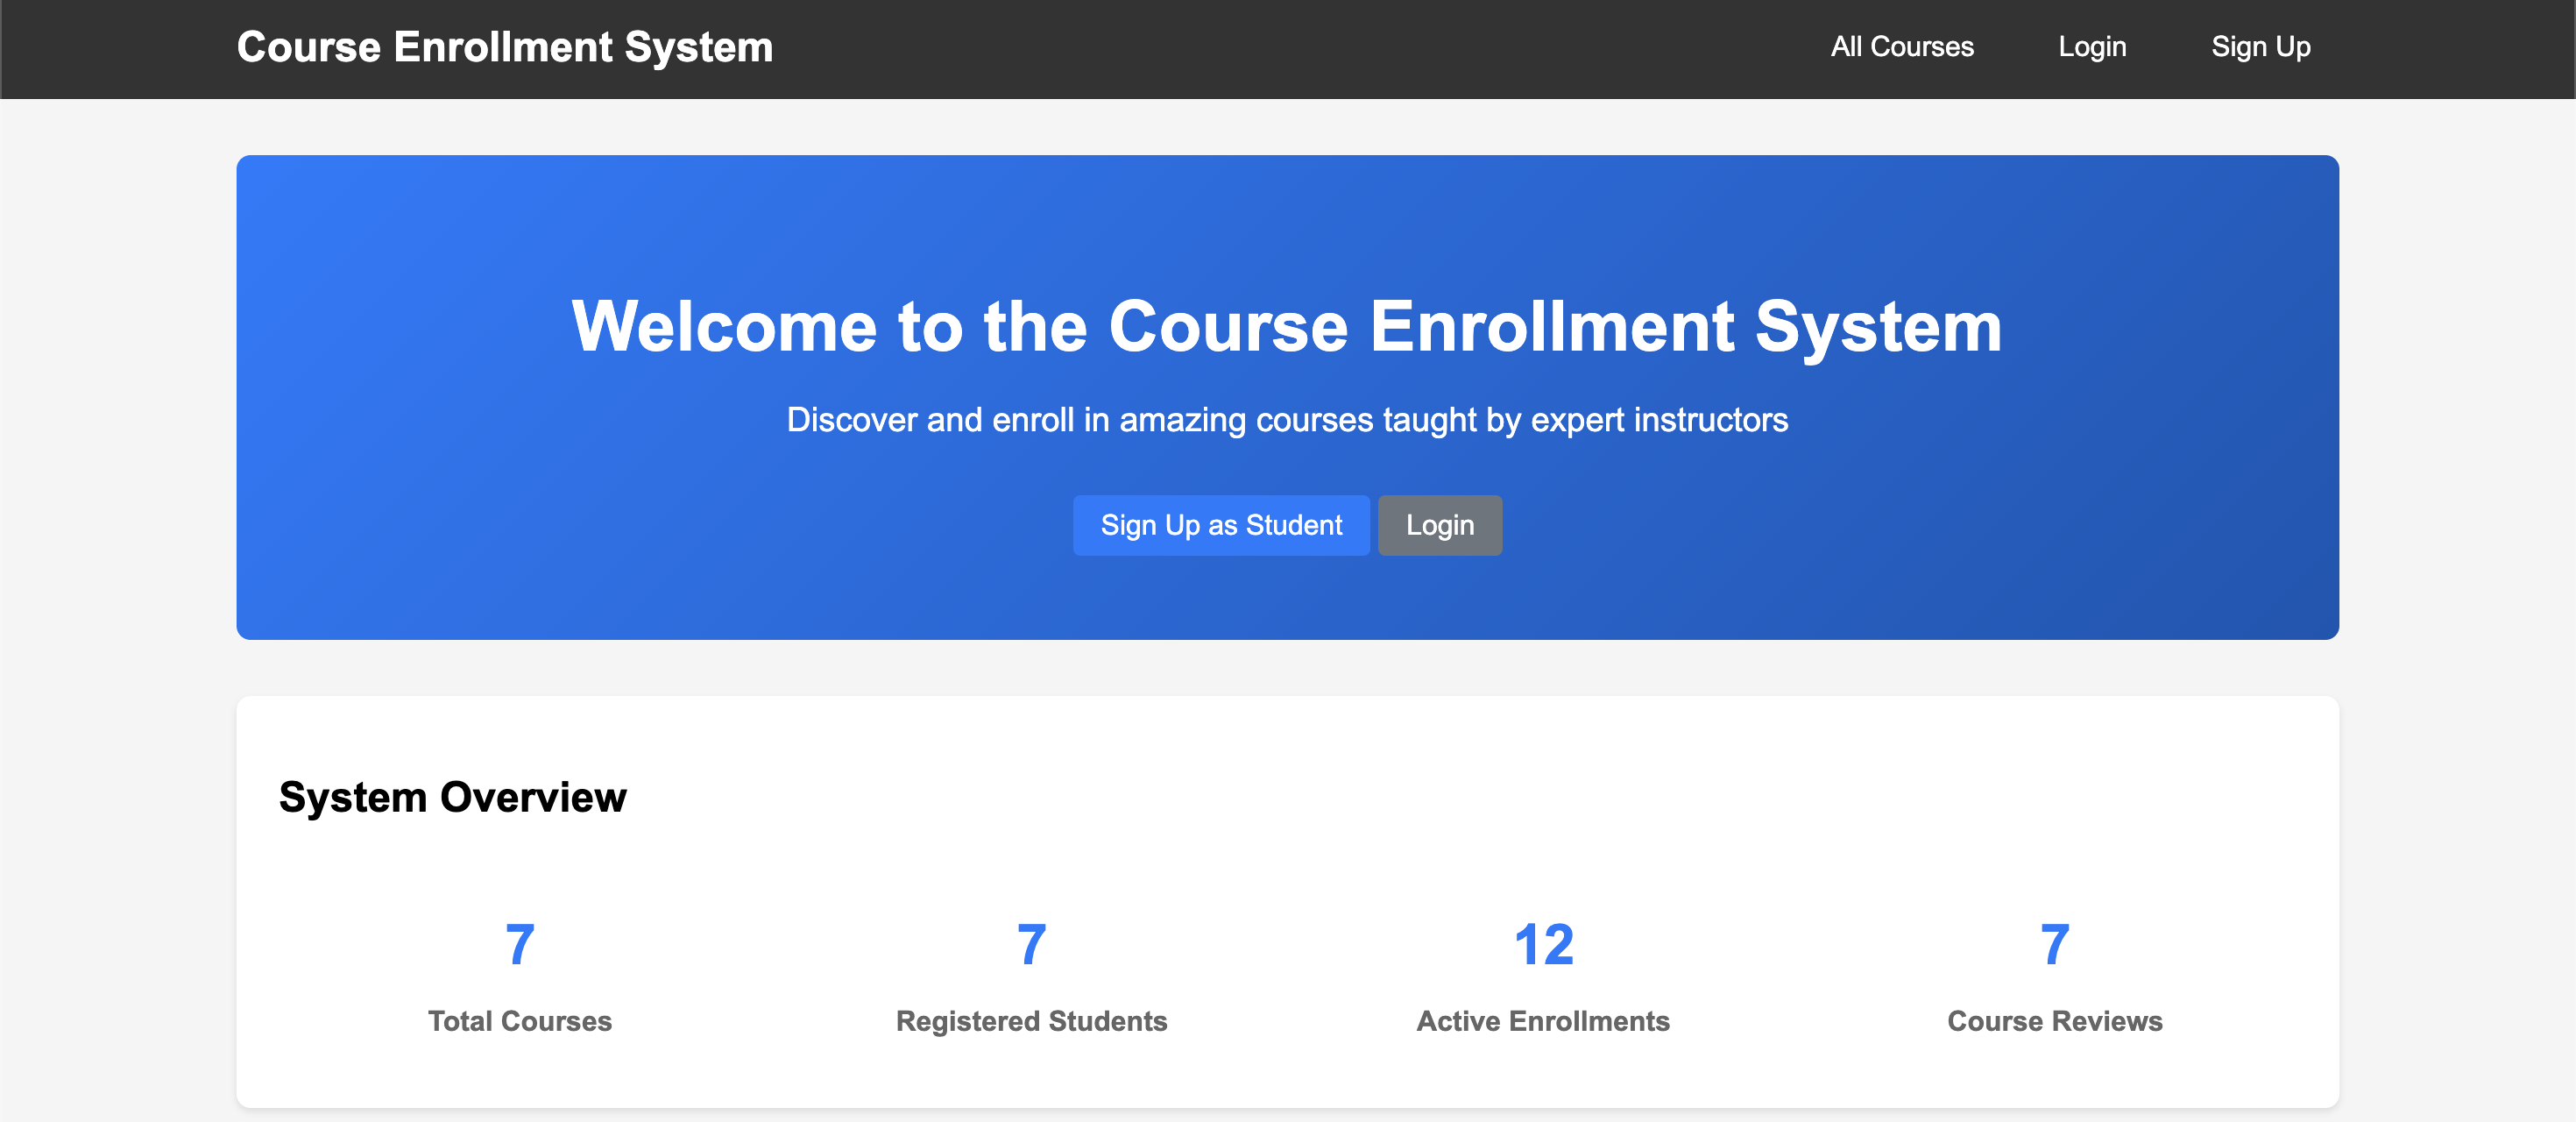 Course Enrollment System
All Courses Login Sign Up
Welcome to the Course Enrollment System
Discover and enroll in amazing courses taught by expert instructors
Sign Up as Student Login
System Overview
7 7 12 7
Total Courses Registered Students Active Enrollments Course Reviews